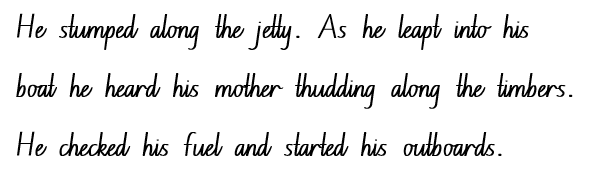 He stumped along the jetty. As he leapt into his
boat he heard his mother thudding along the timbers.
He checked his fuel and started his outboards.